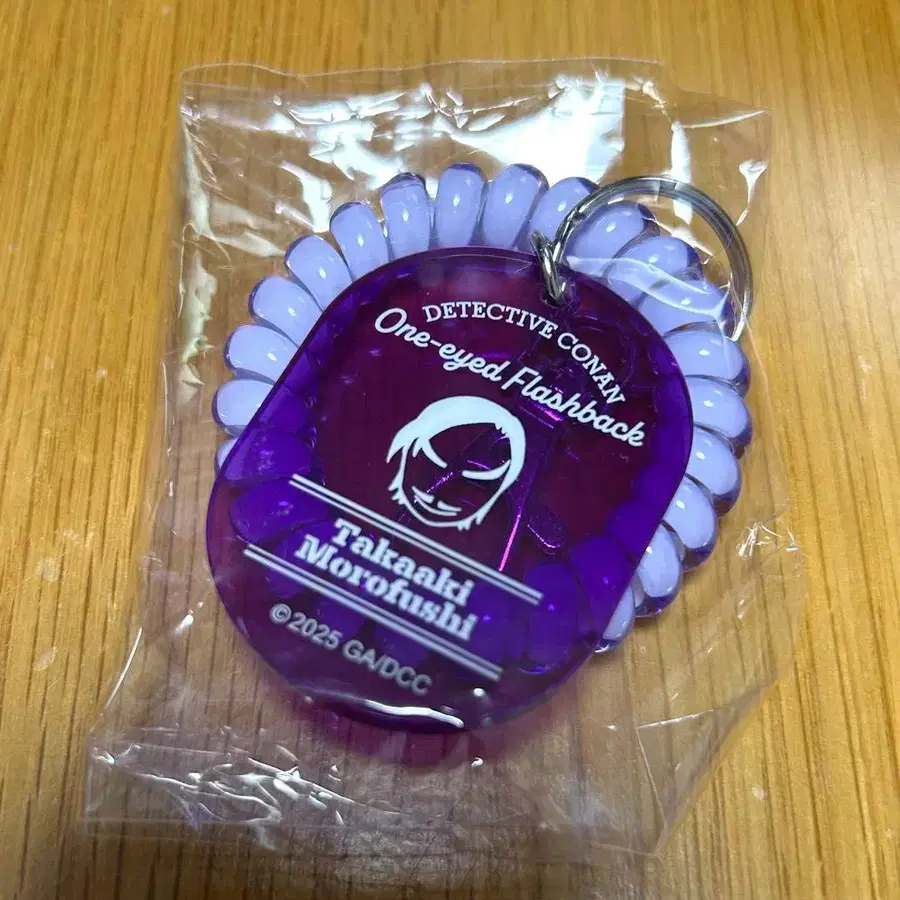 DETECTIVE CONAN
One-eyed Flashback
Takaaki
Morofushi
©2025 GA/DCC